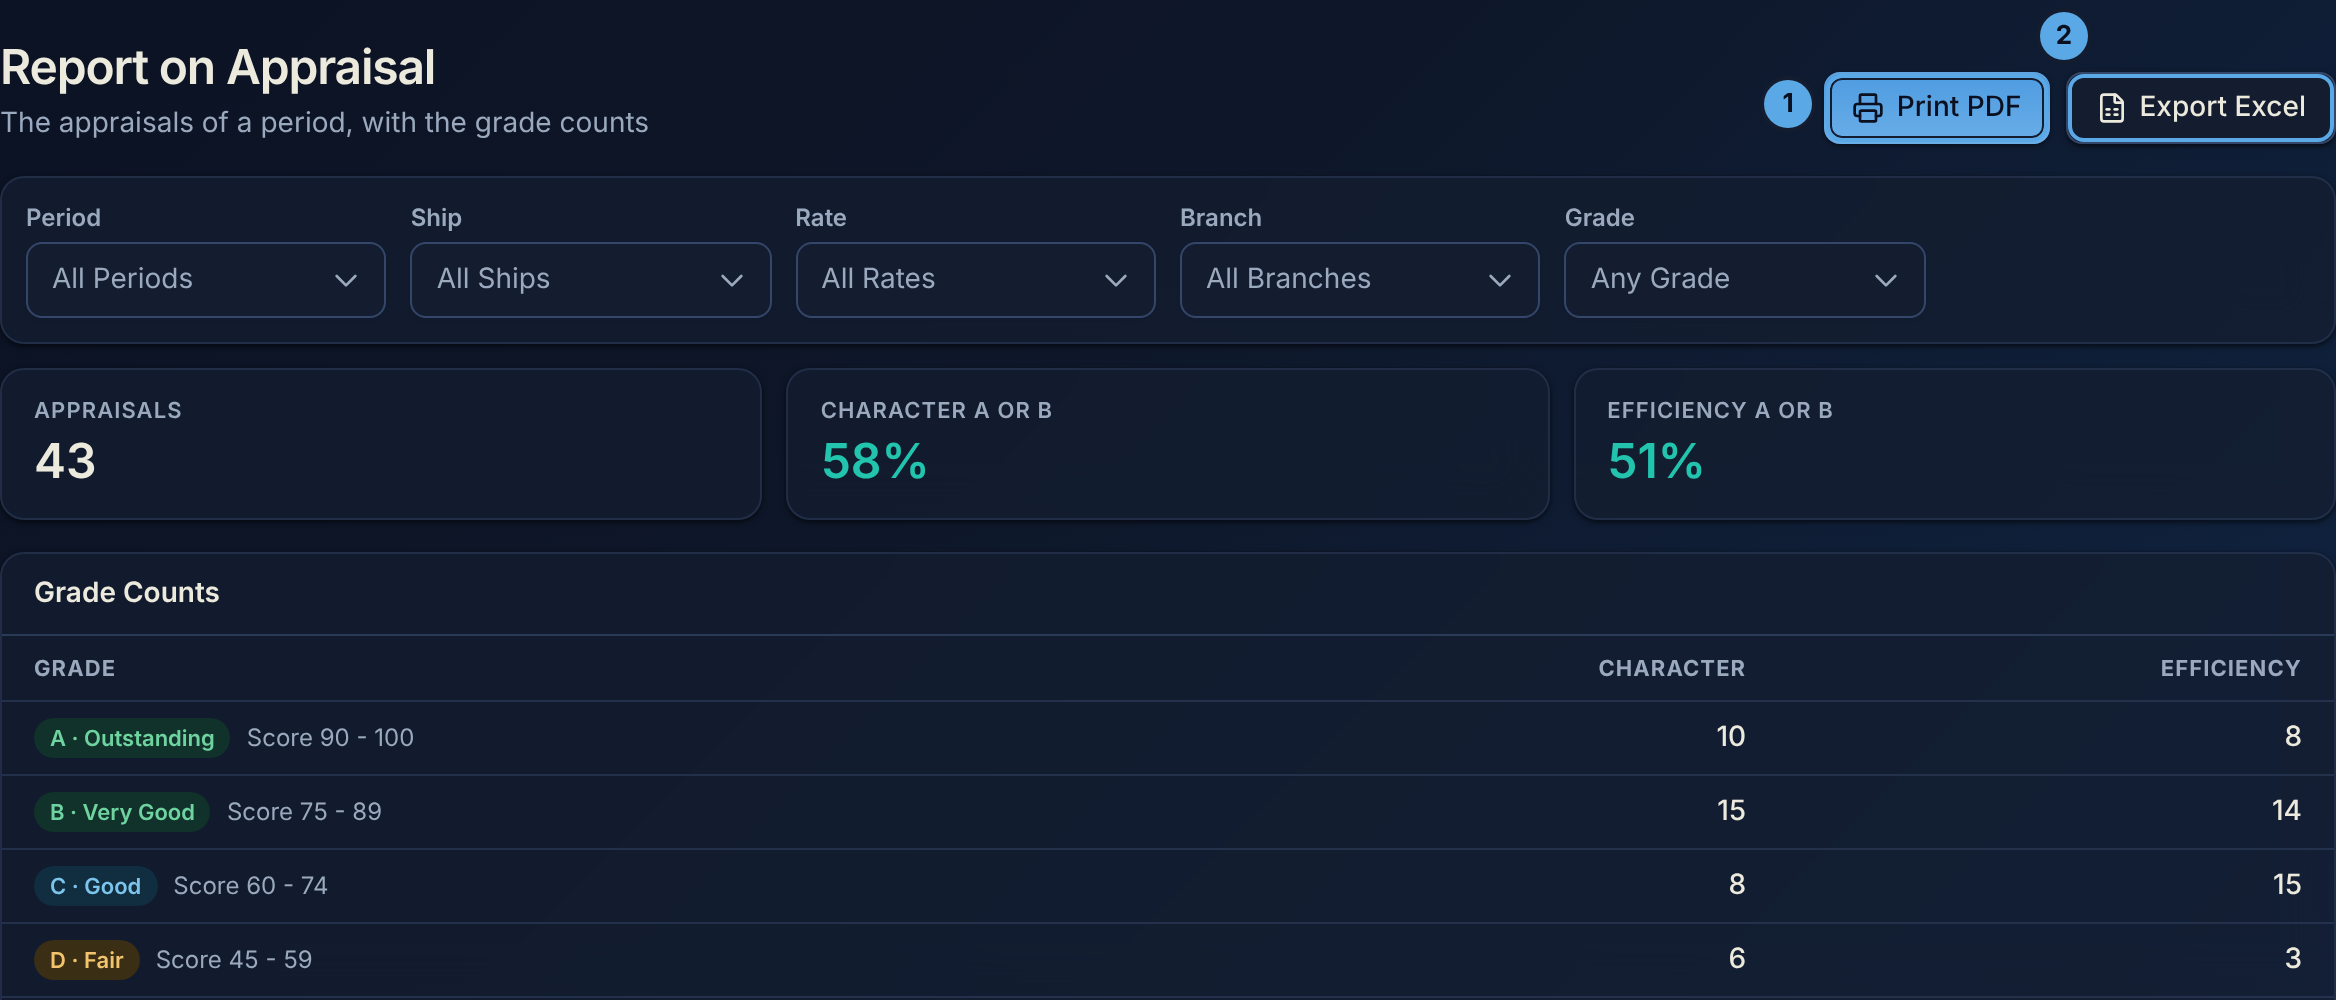 Report on Appraisal
The appraisals of a period, with the grade counts
1
Print PDF
2
Export Excel
Period
Ship
Rate
Branch
Grade
All Periods
All Ships
All Rates
All Branches
Any Grade
APPRAISALS
43
CHARACTER A OR B
58%
EFFICIENCY A OR B
51%
Grade Counts
GRADE CHARACTER EFFICIENCY
A · Outstanding Score 90 - 100 10 8
B · Very Good Score 75 - 89 15 14
C · Good Score 60 - 74 8 15
D · Fair Score 45 - 59 6 3